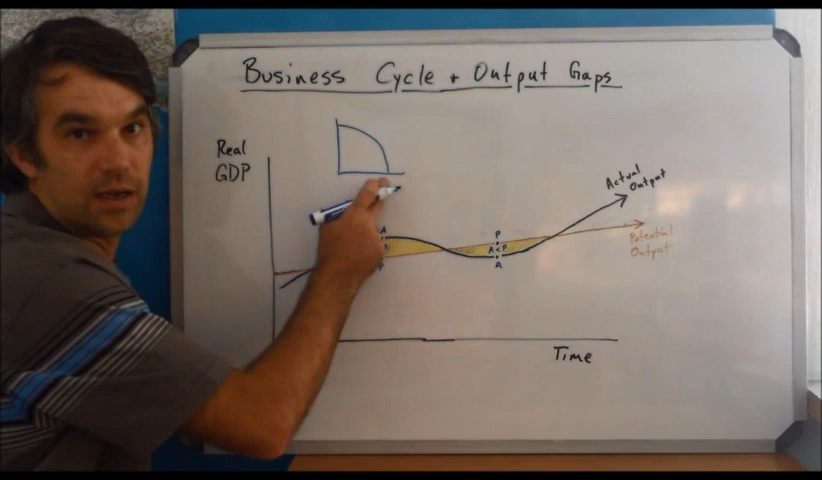 Business Cycle + Output Gaps
Real
GDP
Actual
Output
A
P
P
A < P
A
Potential
Output
Time